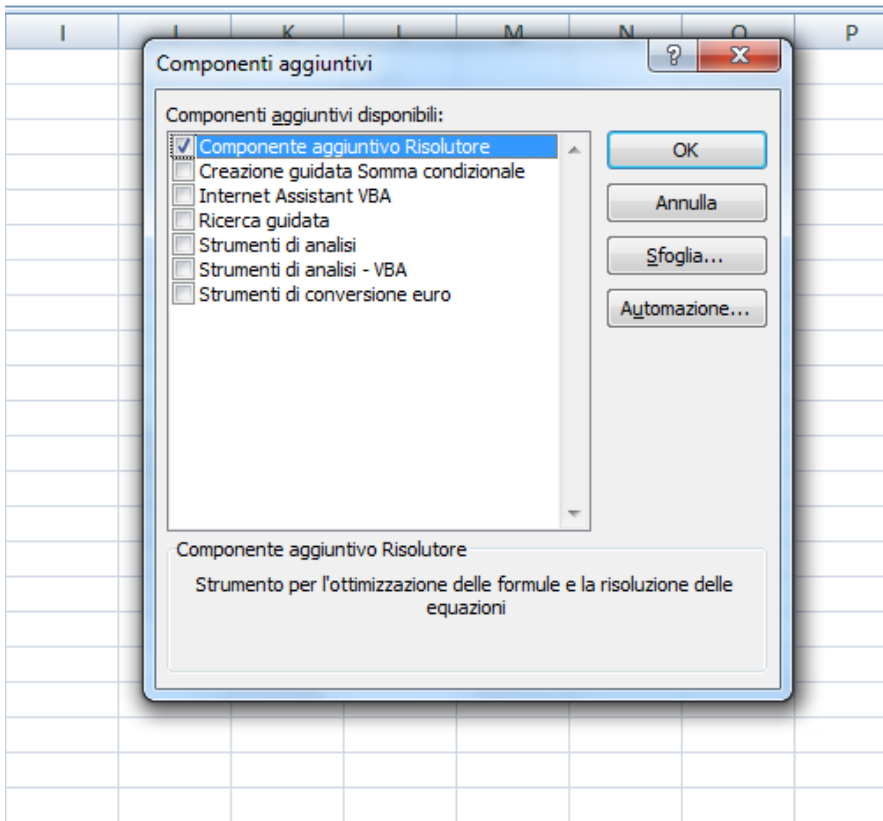 I J K L M N O P
Componenti aggiuntivi
Componenti aggiuntivi disponibili:
Componente aggiuntivo Risolutore
Creazione guidata Somma condizionale
Internet Assistant VBA
Ricerca guidata
Strumenti di analisi
Strumenti di analisi - VBA
Strumenti di conversione euro
OK
Annulla
Sfoglia...
Automazione...
Componente aggiuntivo Risolutore
Strumento per l'ottimizzazione delle formule e la risoluzione delle
equazioni